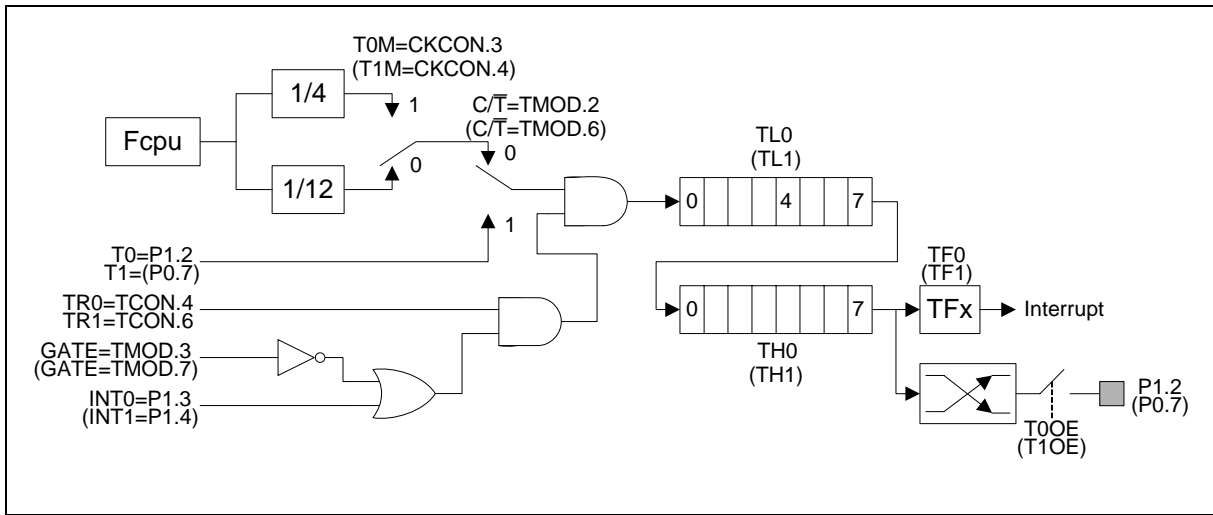 T0M=CKCON.3
(T1M=CKCON.4)
1/4
1
C/T̅=TMOD.2
(C/T̅=TMOD.6)
Fcpu
0
0
TL0
(TL1)
1/12
0 4 7
1
T0=P1.2
T1=(P0.7)
TF0
(TF1)
TR0=TCON.4
TR1=TCON.6
0 7
TFx
Interrupt
GATE=TMOD.3
(GATE=TMOD.7)
TH0
(TH1)
INT0=P1.3
(INT1=P1.4)
P1.2
(P0.7)
T0OE
(T1OE)